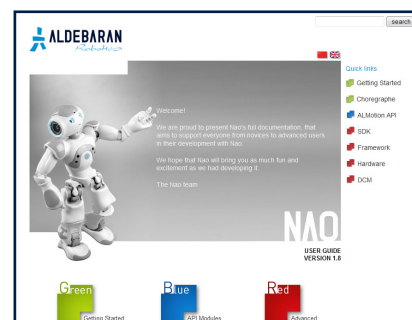 search
ALDEBARAN
Robotics
Quick links
Getting Started
Choregraphe
ALMotion API
SDK
Framework
Hardware
DCM
Welcome!
We are proud to present Nao's full documentation, that
aims to support everyone from novices to advanced users
in their development with Nao.
We hope that Nao will bring you as much fun and
excitement as we had developing it.
The Nao team
NAO
USER GUIDE
VERSION 1.8
Green
Getting Started
Blue
API Modules
Red
Advanced